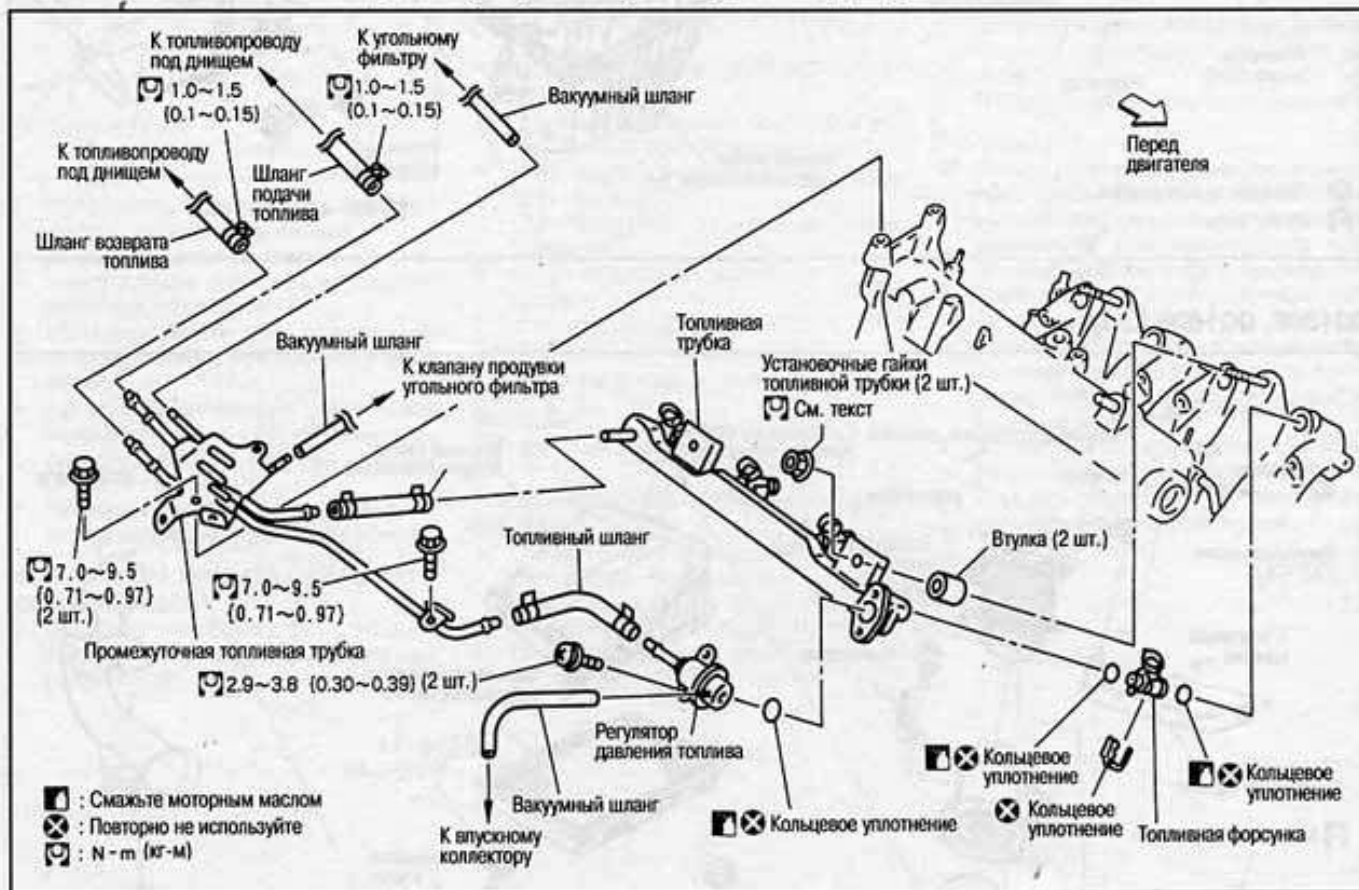 К топливопроводу
под днищем
1.0~1.5
(0.1~0.15)
К угольному
фильтру
1.0~1.5
(0.1~0.15)
Вакуумный шланг
Перед
двигателя
К топливопроводу
под днищем
Шланг
подачи
топлива
Шланг возврата
топлива
Вакуумный шланг
К клапану продувки
угольного фильтра
Топливная
трубка
Установочные гайки
топливной трубки (2 шт.)
См. текст
Топливный шланг
Втулка (2 шт.)
7.0~9.5
(0.71~0.97)
(2 шт.)
7.0~9.5
(0.71~0.97)
Промежуточная топливная трубка
2.9~3.8 (0.30~0.39) (2 шт.)
Регулятор
давления топлива
Вакуумный шланг
К впускному
коллектору
Кольцевое уплотнение
Кольцевое
уплотнение
Кольцевое
уплотнение
Кольцевое
уплотнение
Топливная форсунка
: Смажьте моторным маслом
: Повторно не используйте
: N-m (кг-м)